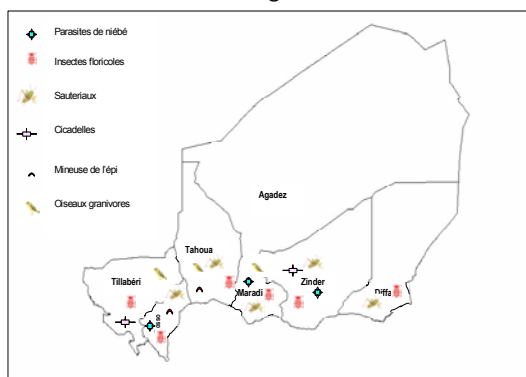 Parasites de niébé
Insectes floricoles
Sauteriaux
Cicadelles
Mineuse de l'épi
Oiseaux granivores
Agadez
Tahoua
Tillabéri
Maradi
Zinder
Diffa